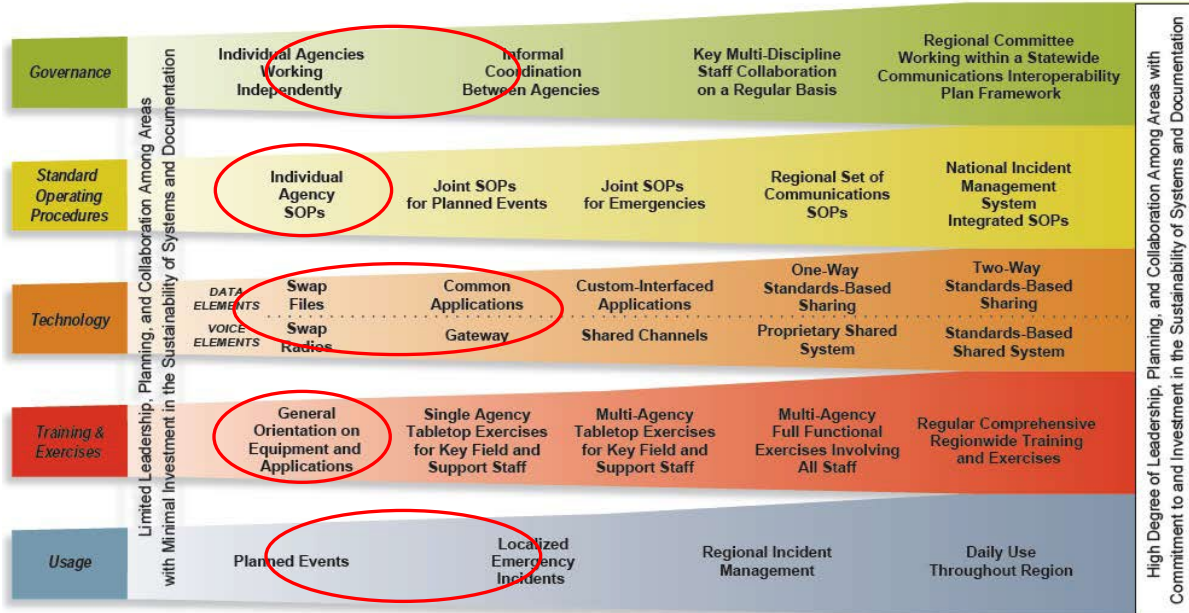 Limited Leadership, Planning, and Collaboration Among Areas
with Minimal Investment in the Sustainability of Systems and Documentation
Governance
Individual Agencies
Working
Independently
Informal
Coordination
Between Agencies
Key Multi-Discipline
Staff Collaboration
on a Regular Basis
Regional Committee
Working within a Statewide
Communications Interoperability
Plan Framework
Standard
Operating
Procedures
Individual
Agency
SOPs
Joint SOPs
for Planned Events
Joint SOPs
for Emergencies
Regional Set of
Communications
SOPs
National Incident
Management
System
Integrated SOPs
Technology
DATA
ELEMENTS
Swap
Files
Common
Applications
Custom-Interfaced
Applications
One-Way
Standards-Based
Sharing
Two-Way
Standards-Based
Sharing
VOICE
ELEMENTS
Swap
Radios
Gateway
Shared Channels
Proprietary Shared
System
Standards-Based
Shared System
Training &
Exercises
General
Orientation on
Equipment and
Applications
Single Agency
Tabletop Exercises
for Key Field and
Support Staff
Multi-Agency
Tabletop Exercises
for Key Field and
Support Staff
Multi-Agency
Full Functional
Exercises Involving
All Staff
Regular Comprehensive
Regionwide Training
and Exercises
Usage
Planned Events
Localized
Emergency
Incidents
Regional Incident
Management
Daily Use
Throughout Region
High Degree of Leadership, Planning, and Collaboration Among Areas with
Commitment to and Investment in the Sustainability of Systems and Documentation